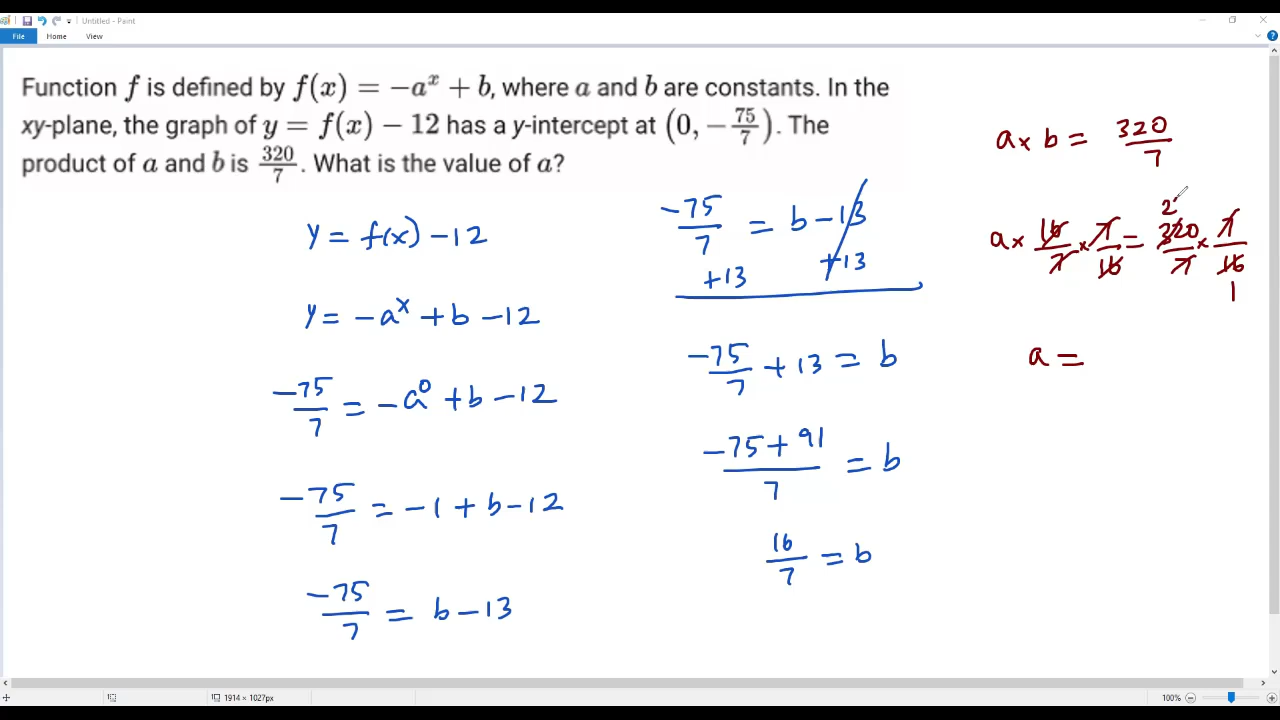 Untitled - Paint
File Home View
Function f is defined by f(x) = −aˣ + b, where a and b are constants. In the
xy-plane, the graph of y = f(x) − 12 has a y-intercept at (0, −75/7). The
product of a and b is 320/7. What is the value of a?
y = f(x) − 12
y = −aˣ + b − 12
−75/7 = −a⁰ + b − 12
−75/7 = −1 + b − 12
−75/7 = b − 13
−75/7 = b − 13
+13 +13
−75/7 + 13 = b
−75 + 91/7 = b
16/7 = b
a × b = 320/7
2
a × 16/7 × 7/16 = 320/7 × 7/16
1
a =
1914 × 1027px
100%